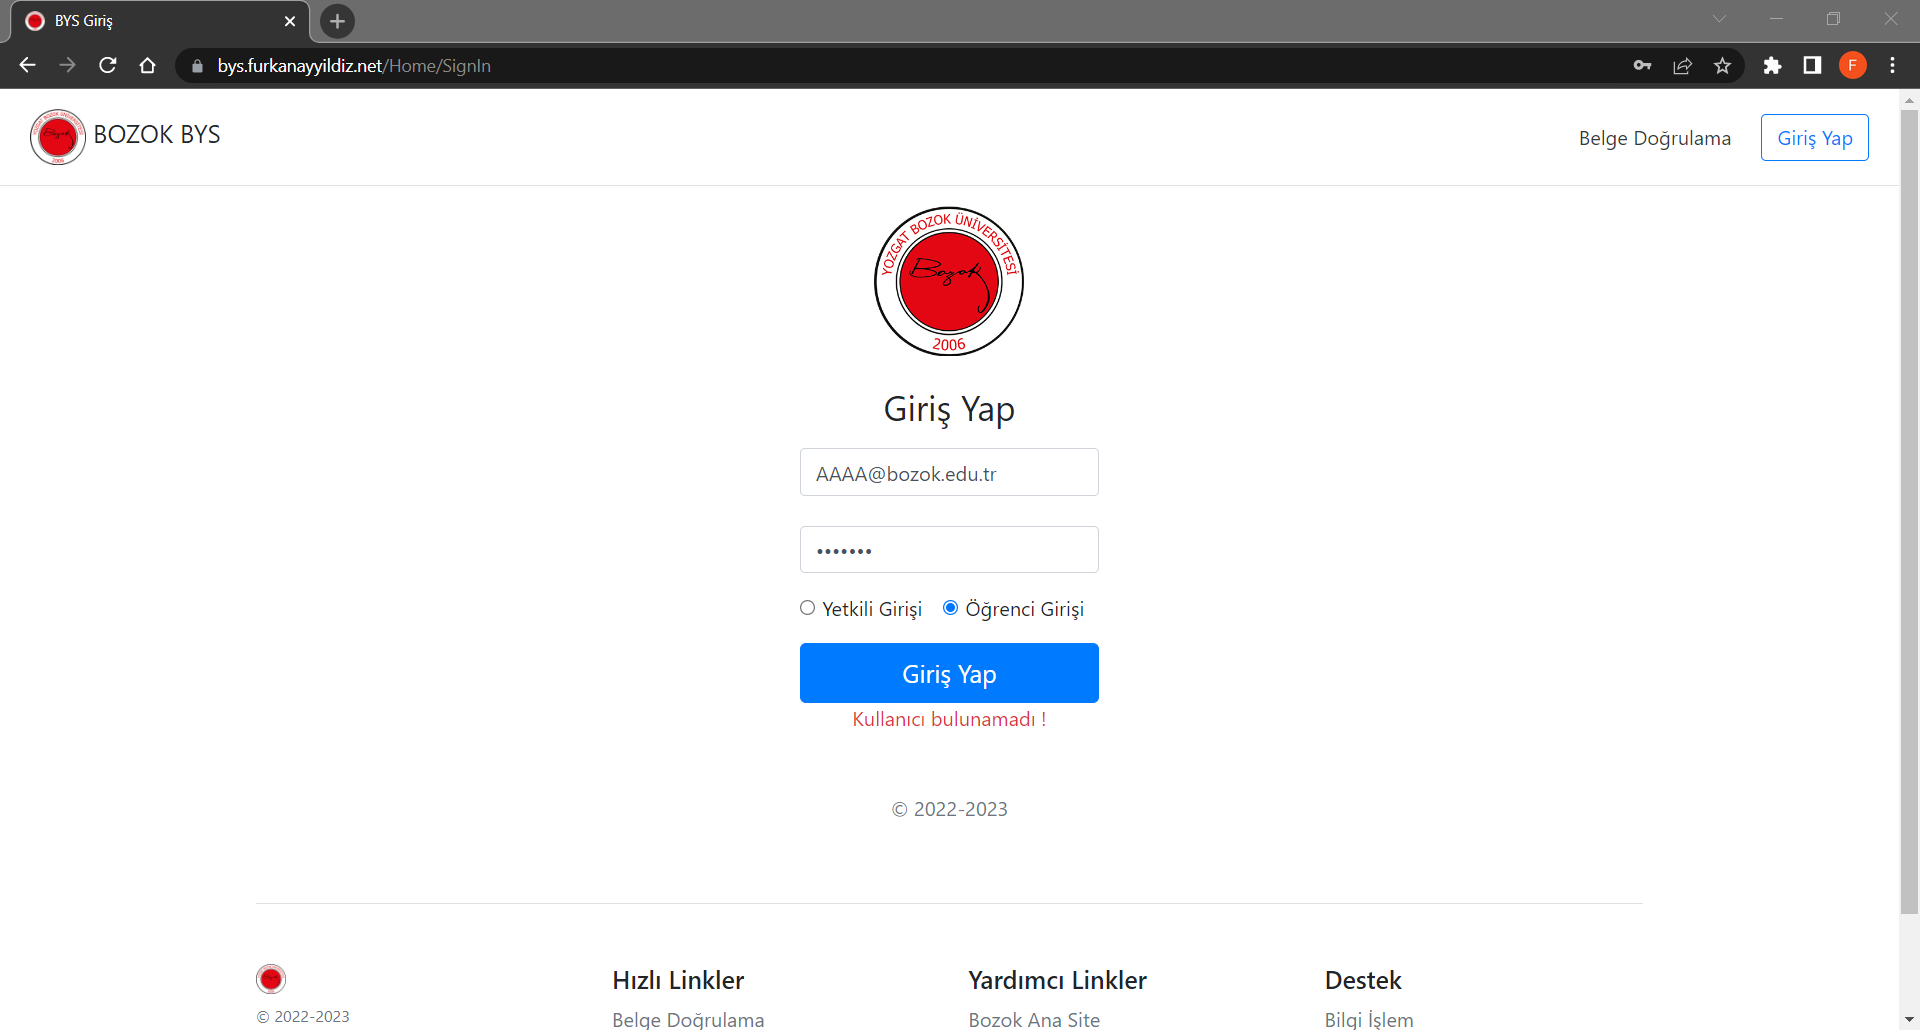 BYS Giriş
bys.furkanayyildiz.net/Home/SignIn
F
BOZOK BYS
Belge Doğrulama
Giriş Yap
YOZGAT BOZOK ÜNİVERSİTESİ
Bozok
2006
Giriş Yap
AAAA@bozok.edu.tr
•••••••
Yetkili Girişi
Öğrenci Girişi
Giriş Yap
Kullanıcı bulunamadı !
© 2022-2023
© 2022-2023
Hızlı Linkler
Belge Doğrulama
Yardımcı Linkler
Bozok Ana Site
Destek
Bilgi İşlem